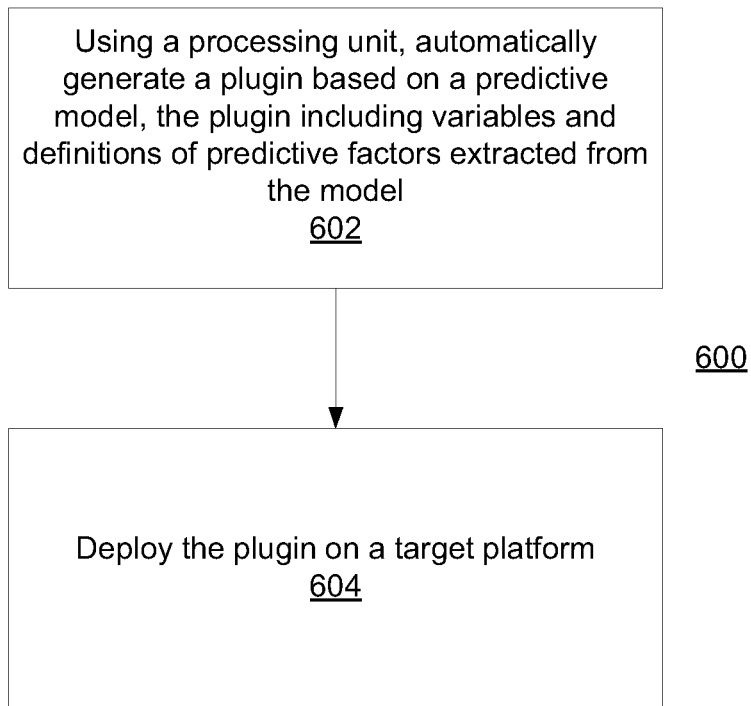 Using a processing unit, automatically
generate a plugin based on a predictive
model, the plugin including variables and
definitions of predictive factors extracted from
the model
602
600
Deploy the plugin on a target platform
604